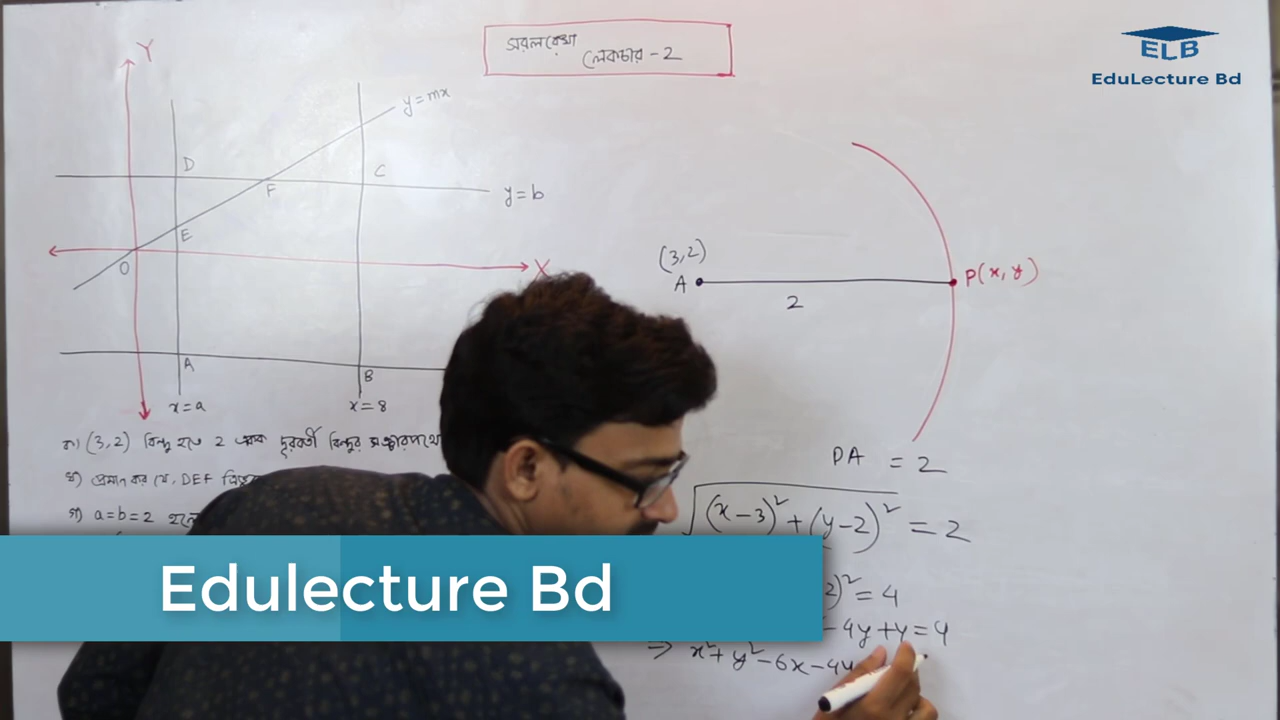 সরলরেখা
লেকচার-2
ELB
EduLecture Bd
Y
y=mx
D
C
F
y=b
E
O
X
A
B
x=a
x=8
(3,2)
A
P(x, y)
2
ক) (3,2) বিন্দু হতে 2 একক দূরবর্তী বিন্দুর সঞ্চারপথে
খ) প্রমান কর যে, DEF
গ) a=b=2 হলে
PA = 2
√(x-3)²+(y-2)² = 2
2)² = 4
- 4y + 4 = 4
⇒ x²+y²-6x-4y
Edulecture Bd